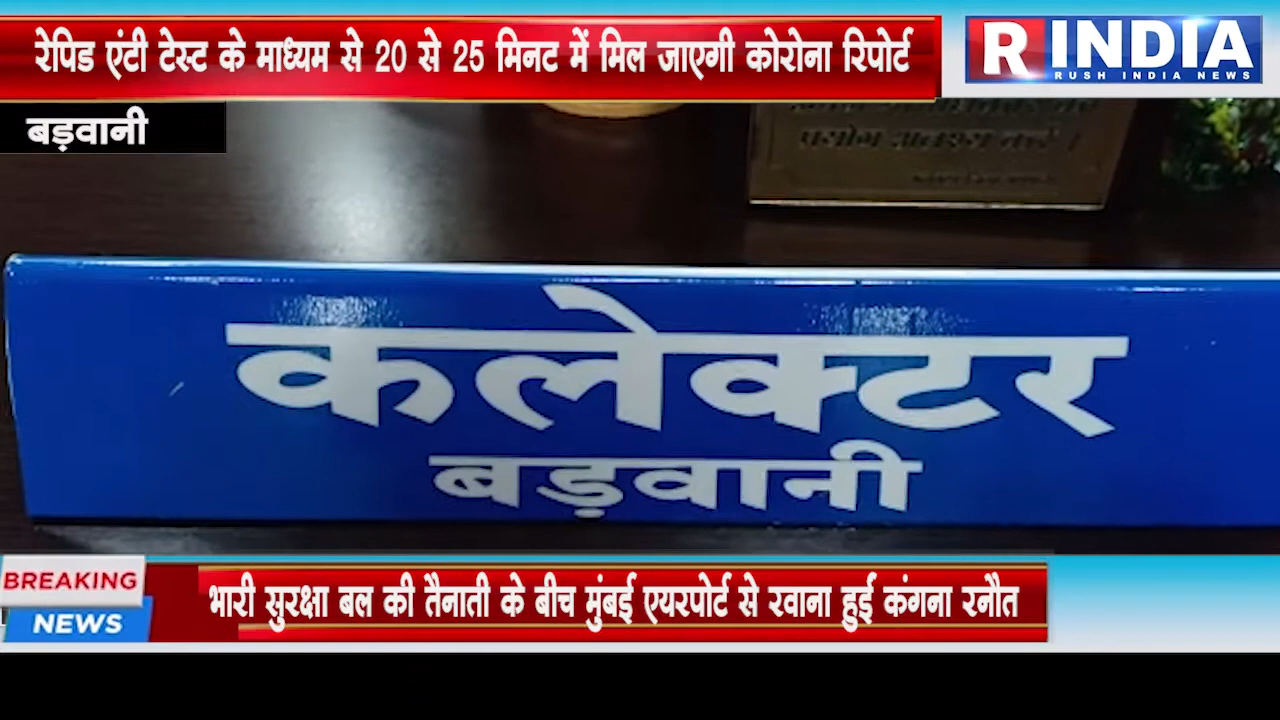 रेपिड एंटी टेस्ट के माध्यम से 20 से 25 मिनट में मिल जाएगी कोरोना रिपोर्ट
R INDIA
RUSH INDIA NEWS
बड़वानी
कलेक्टर
बड़वानी
BREAKING
NEWS
भारी सुरक्षा बल की तैनाती के बीच मुंबई एयरपोर्ट से रवाना हुई कंगना रनौत